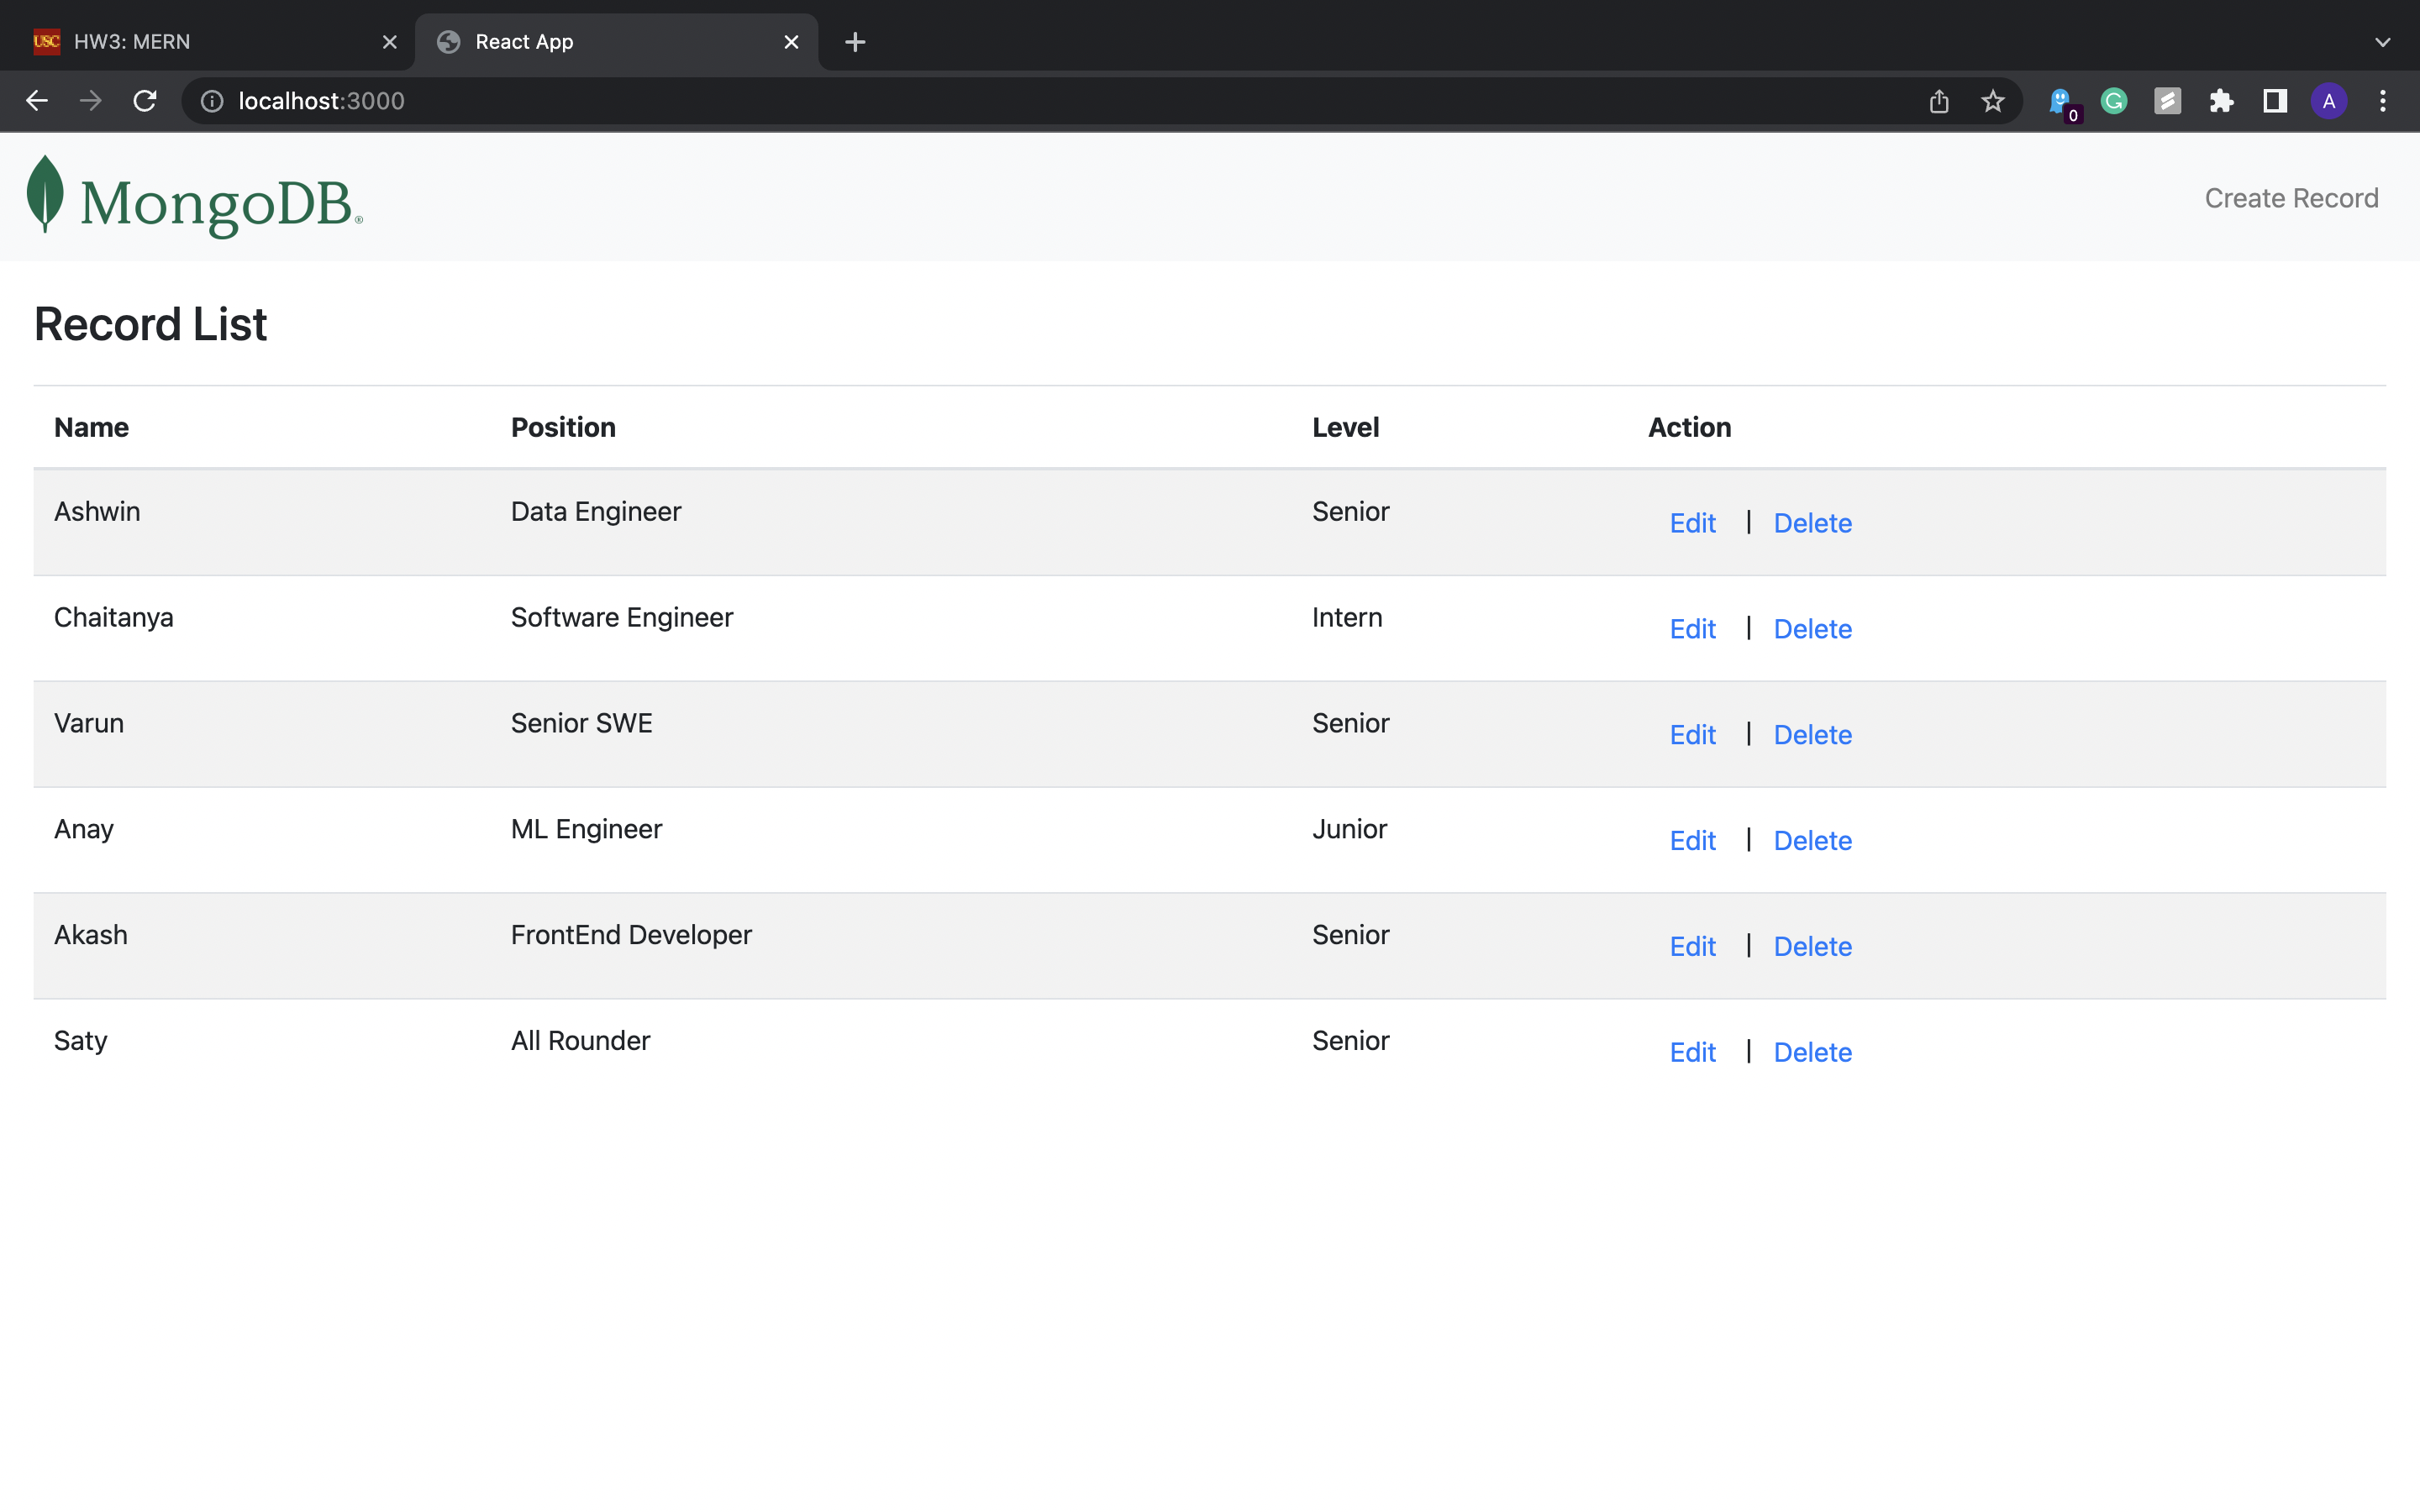 USC HW3: MERN React App
localhost:3000
0 G A
MongoDB® Create Record
Record List
Name Position Level Action
Ashwin Data Engineer Senior Edit | Delete
Chaitanya Software Engineer Intern Edit | Delete
Varun Senior SWE Senior Edit | Delete
Anay ML Engineer Junior Edit | Delete
Akash FrontEnd Developer Senior Edit | Delete
Saty All Rounder Senior Edit | Delete